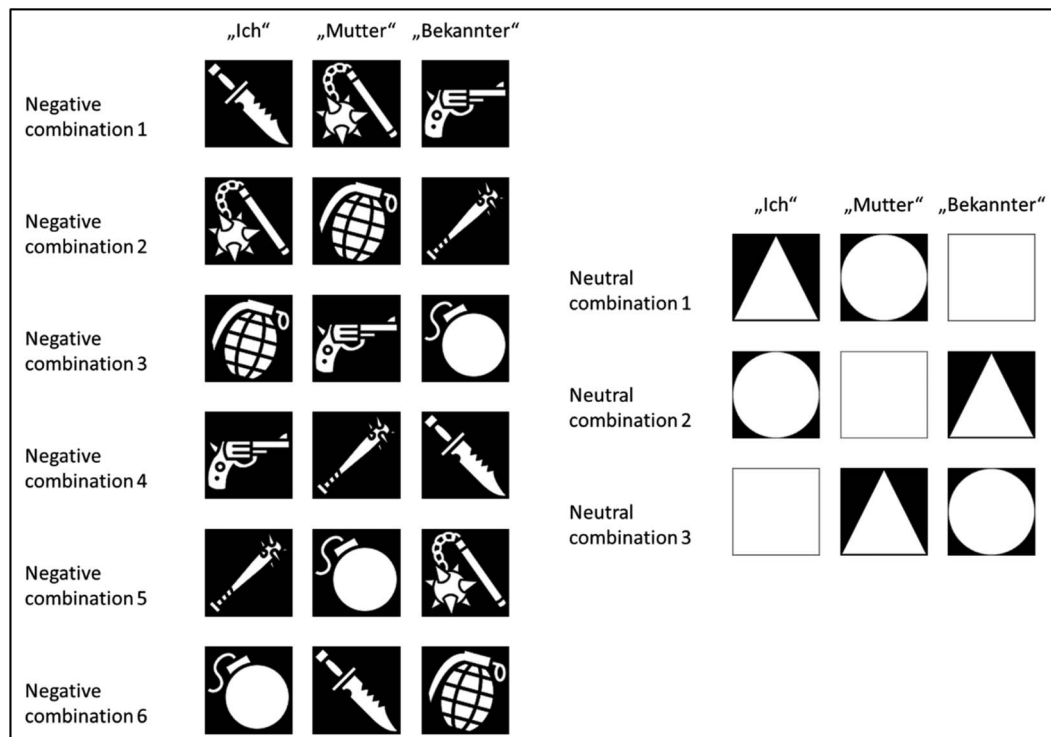 „Ich“ „Mutter“ „Bekannter“
Negative
combination 1
Negative
combination 2
Negative
combination 3
Negative
combination 4
Negative
combination 5
Negative
combination 6
„Ich“ „Mutter“ „Bekannter“
Neutral
combination 1
Neutral
combination 2
Neutral
combination 3